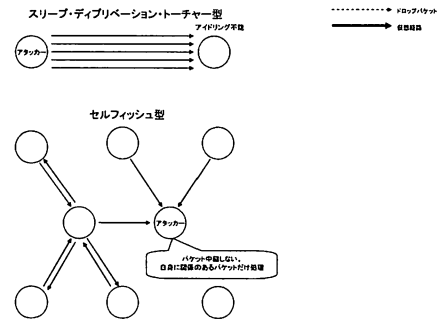 スリープ・ディプリベーション・トーチャー型
アイドリング不能
アタッカー
ドロップパケット
仮想経路
セルフィッシュ型
アタッカー
パケット中回しない、
自身に関係のあるパケットだけ処理